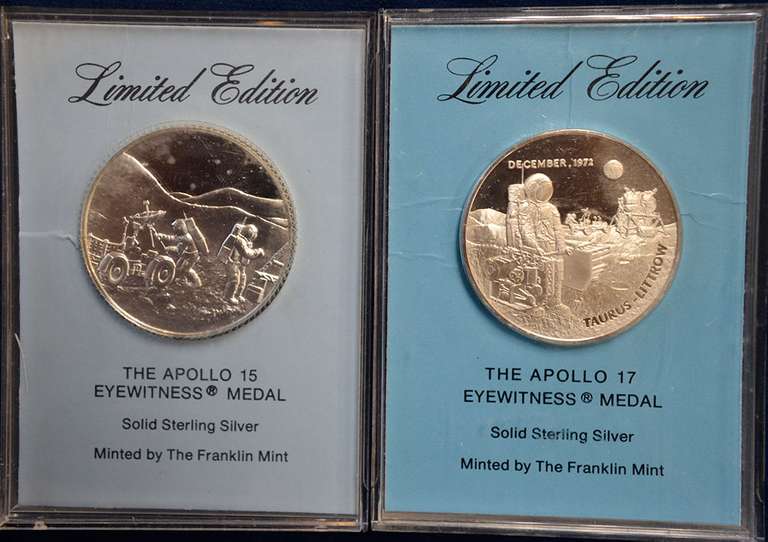 Limited Edition
THE APOLLO 15
EYEWITNESS® MEDAL
Solid Sterling Silver
Minted by The Franklin Mint
Limited Edition
DECEMBER, 1972
TAURUS-LITTROW
THE APOLLO 17
EYEWITNESS® MEDAL
Solid Sterling Silver
Minted by The Franklin Mint